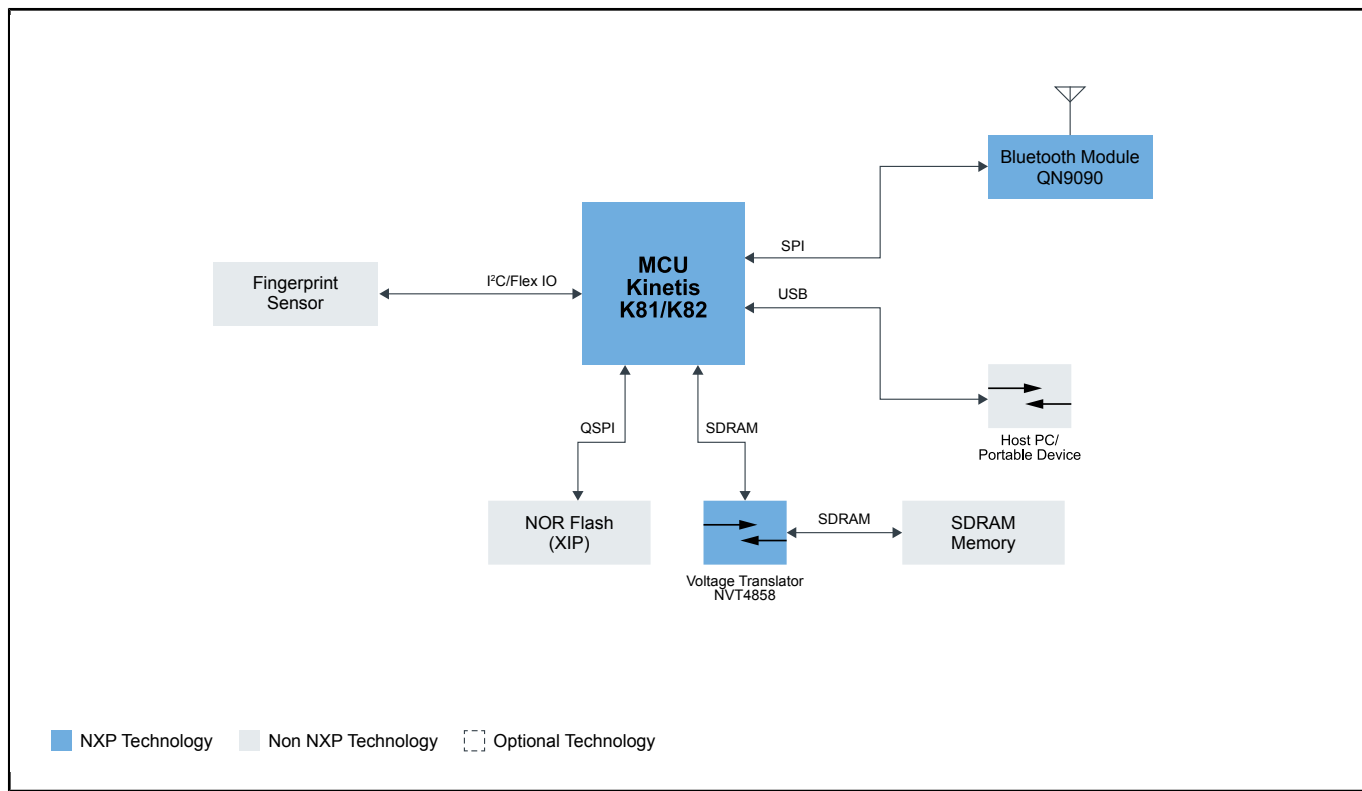 Bluetooth Module
QN9090
SPI
MCU
Kinetis
K81/K82
Fingerprint
Sensor
I²C/Flex IO
USB
QSPI
SDRAM
Host PC/
Portable Device
NOR Flash
(XIP)
SDRAM
SDRAM
Memory
Voltage Translator
NVT4858
NXP Technology
Non NXP Technology
Optional Technology